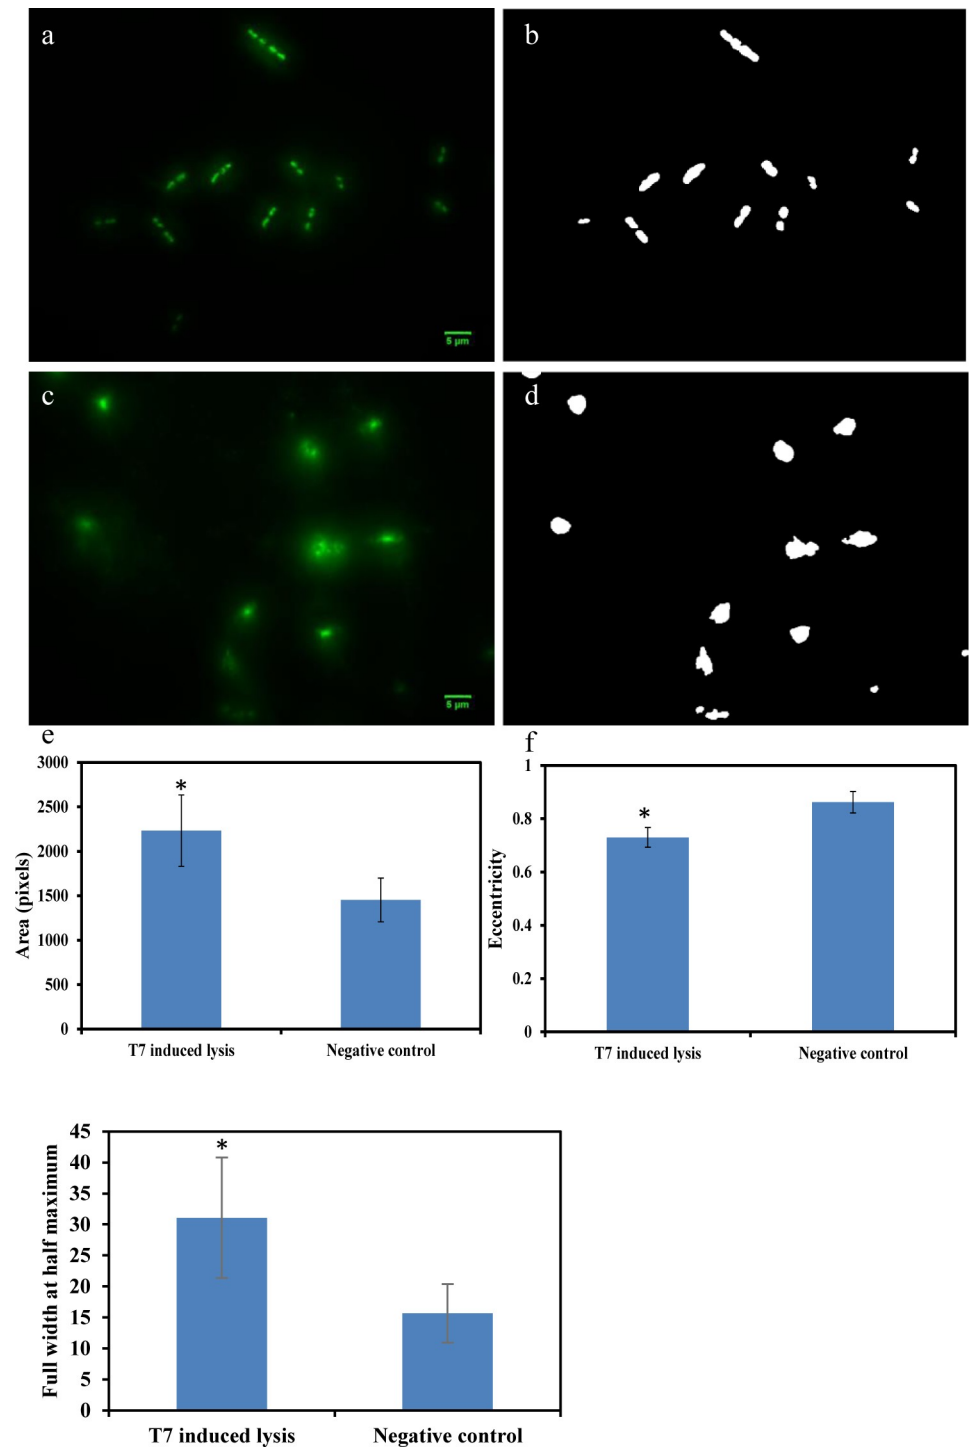 a
b
5 µm
c
d
5 µm
e
f
3000
2500
2000
1500
1000
500
0
Area (pixels)
*
T7 induced lysis
Negative control
1
0.8
0.6
0.4
0.2
0
Eccentricity
*
T7 induced lysis
Negative control
45
40
35
30
25
20
15
10
5
0
Full width at half maximum
*
T7 induced lysis
Negative control